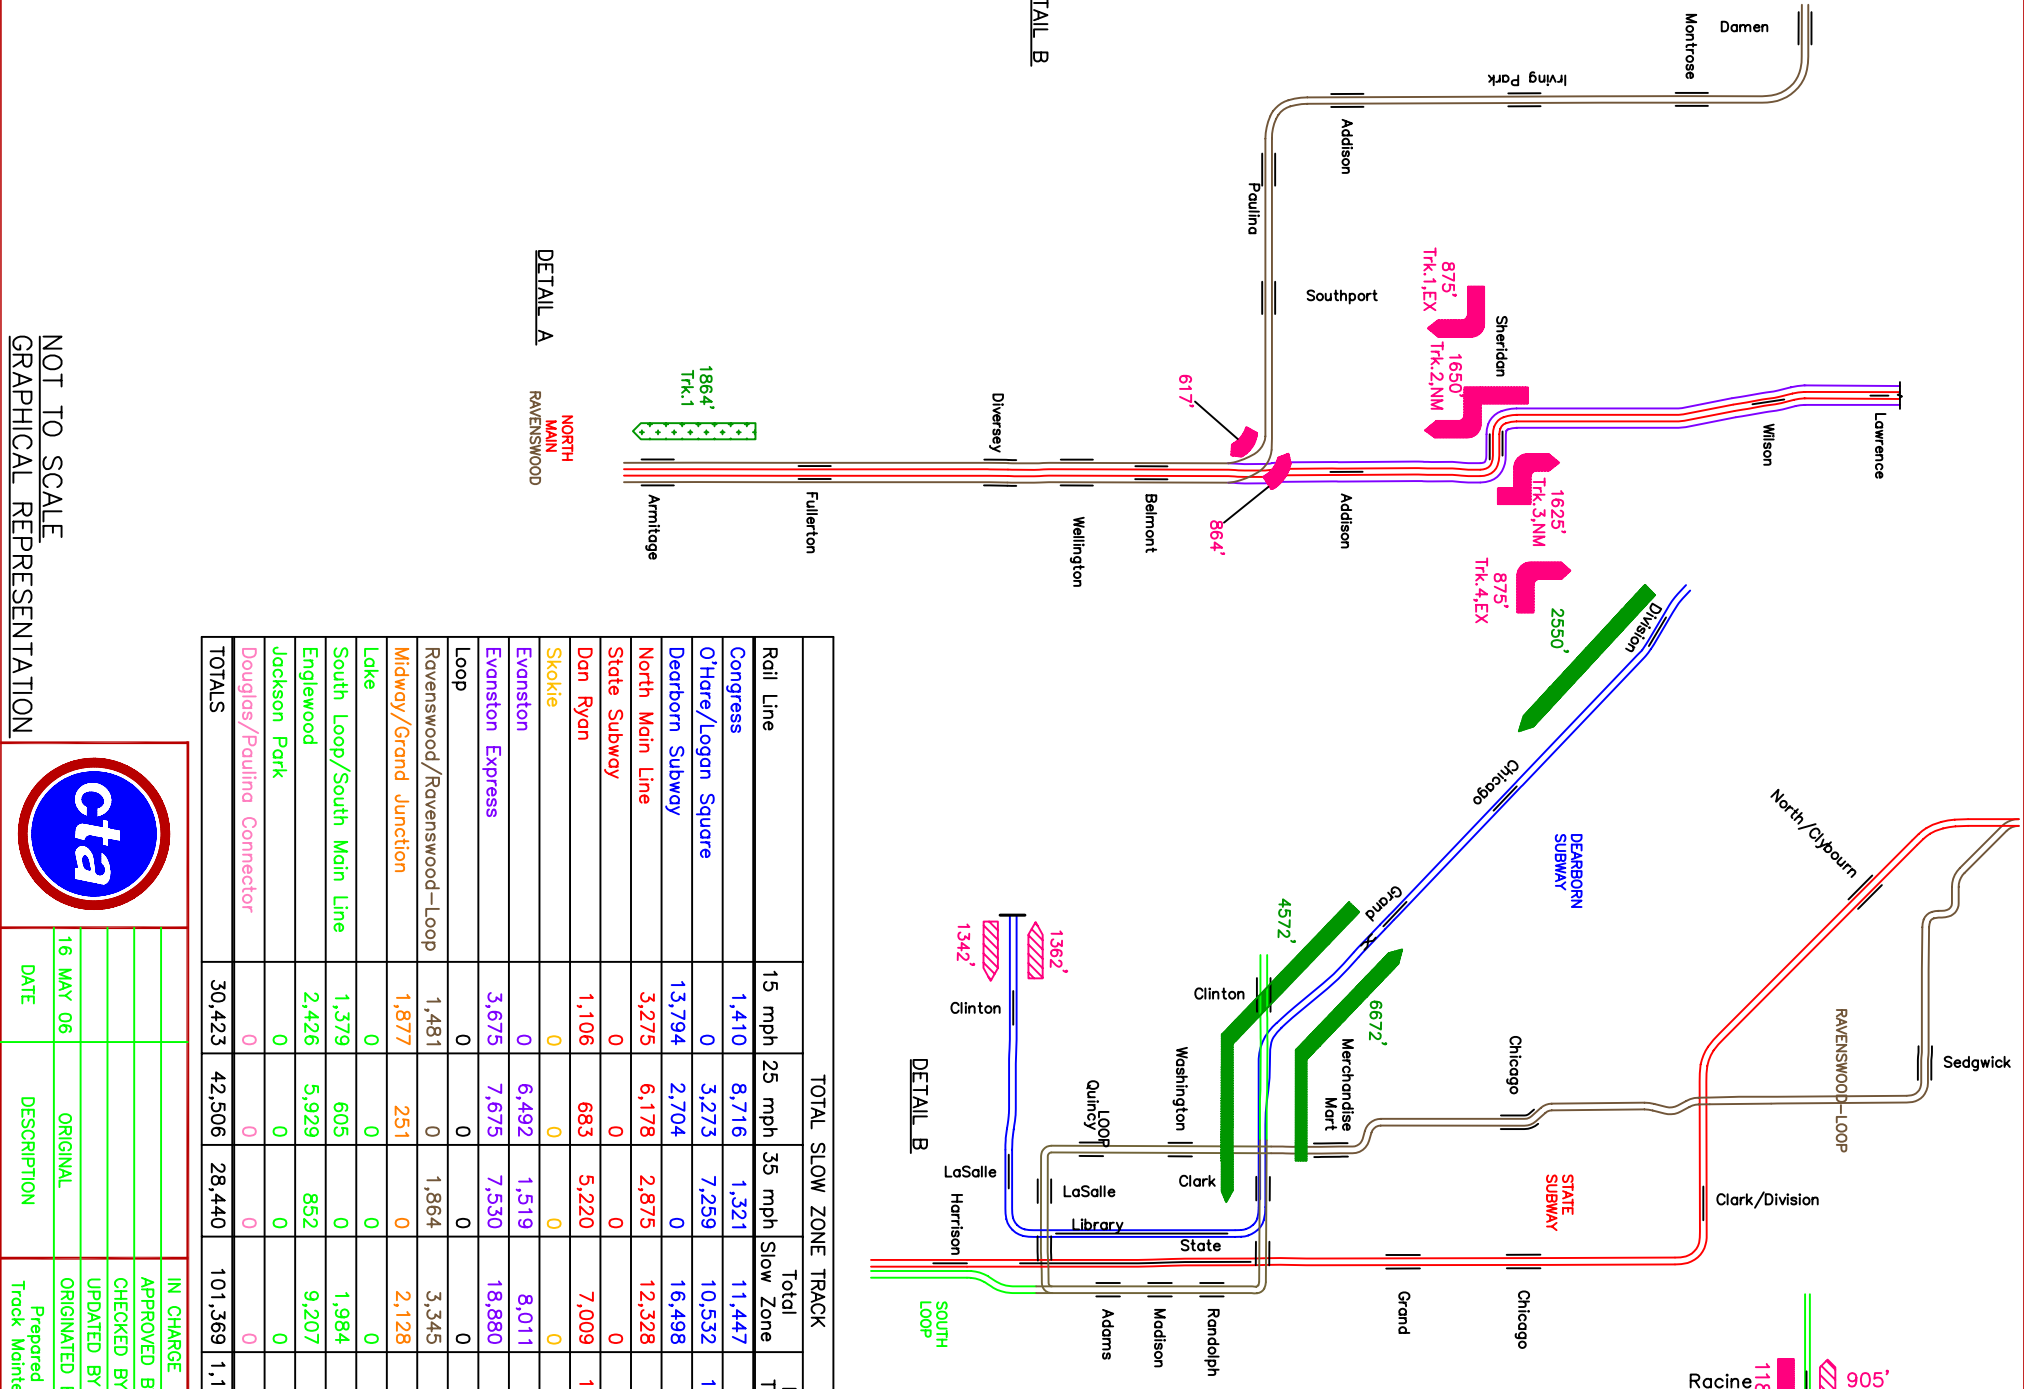 TAIL B
Damen
Montrose
Irving Park
Addison
Paulina
Southport
DETAIL A
NORTH
MAIN
RAVENSWOOD
1864'
Trk.1
617'
864'
875'
Trk.1,EX
1650'
Trk.2,NM
1625'
Trk.3,NM
875'
Trk.4,EX
Sheridan
Lawrence
Wilson
Addison
Belmont
Wellington
Diversey
Fullerton
Armitage
2550'
Division
Chicago
DEARBORN
SUBWAY
Grand
4572'
6672'
1362'
1342'
Clinton
Clinton
DETAIL B
Washington
Quincy
LOOP
Merchandise
Mart
Clark
LaSalle
LaSalle
Library
State
Harrison
SOUTH
LOOP
Adams
Madison
Randolph
Grand
Chicago
STATE
SUBWAY
Clark/Division
Chicago
North/Clybourn
RAVENSWOOD-LOOP
Sedgwick
905'
118
Racine
TOTAL SLOW ZONE TRACK
Rail Line 15 mph 25 mph 35 mph Total Slow Zone
Congress 1,410 8,716 1,321 11,447
O'Hare/Logan Square 0 3,273 7,259 10,532 1
Dearborn Subway 13,794 2,704 0 16,498
North Main Line 3,275 6,178 2,875 12,328
State Subway 0 0 0 0
Dan Ryan 1,106 683 5,220 7,009 1
Skokie 0 0 0 0
Evanston 0 6,492 1,519 8,011
Evanston Express 3,675 7,675 7,530 18,880
Loop 0 0 0 0
Ravenswood/Ravenswood-Loop 1,481 0 1,864 3,345
Midway/Grand Junction 1,877 251 0 2,128
Lake 0 0 0 0
South Loop/South Main Line 1,379 605 0 1,984
Englewood 2,426 5,929 852 9,207
Jackson Park 0 0 0 0
Douglas/Paulina Connector 0 0 0 0
TOTALS 30,423 42,506 28,440 101,369 1,1
NOT TO SCALE
GRAPHICAL REPRESENTATION
cta
16 MAY 06 ORIGINAL
DATE DESCRIPTION
IN CHARGE
APPROVED B
CHECKED BY
UPDATED BY
ORIGINATED
Prepared
Track Mainte